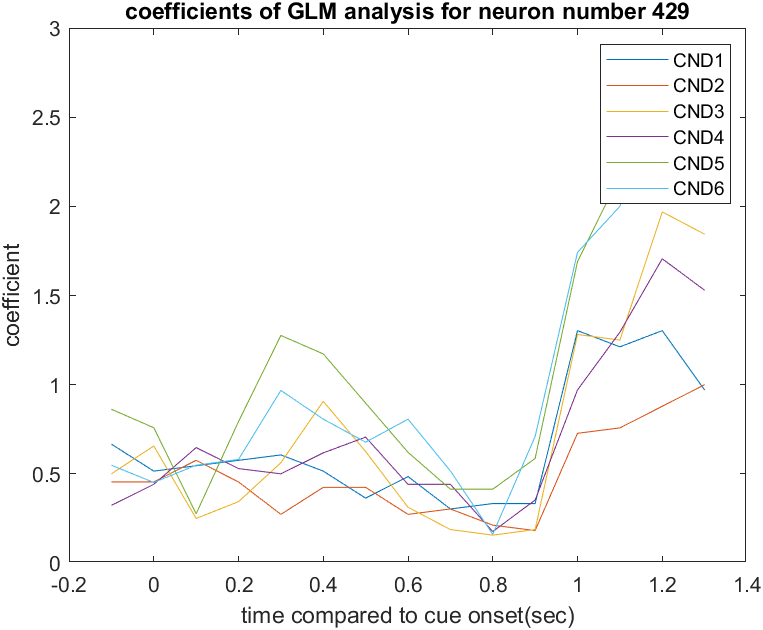 coefficients of GLM analysis for neuron number 429
3
2.5
2
1.5
1
0.5
0
coefficient
CND1
CND2
CND3
CND4
CND5
CND6
-0.2
0
0.2
0.4
0.6
0.8
1
1.2
1.4
time compared to cue onset(sec)